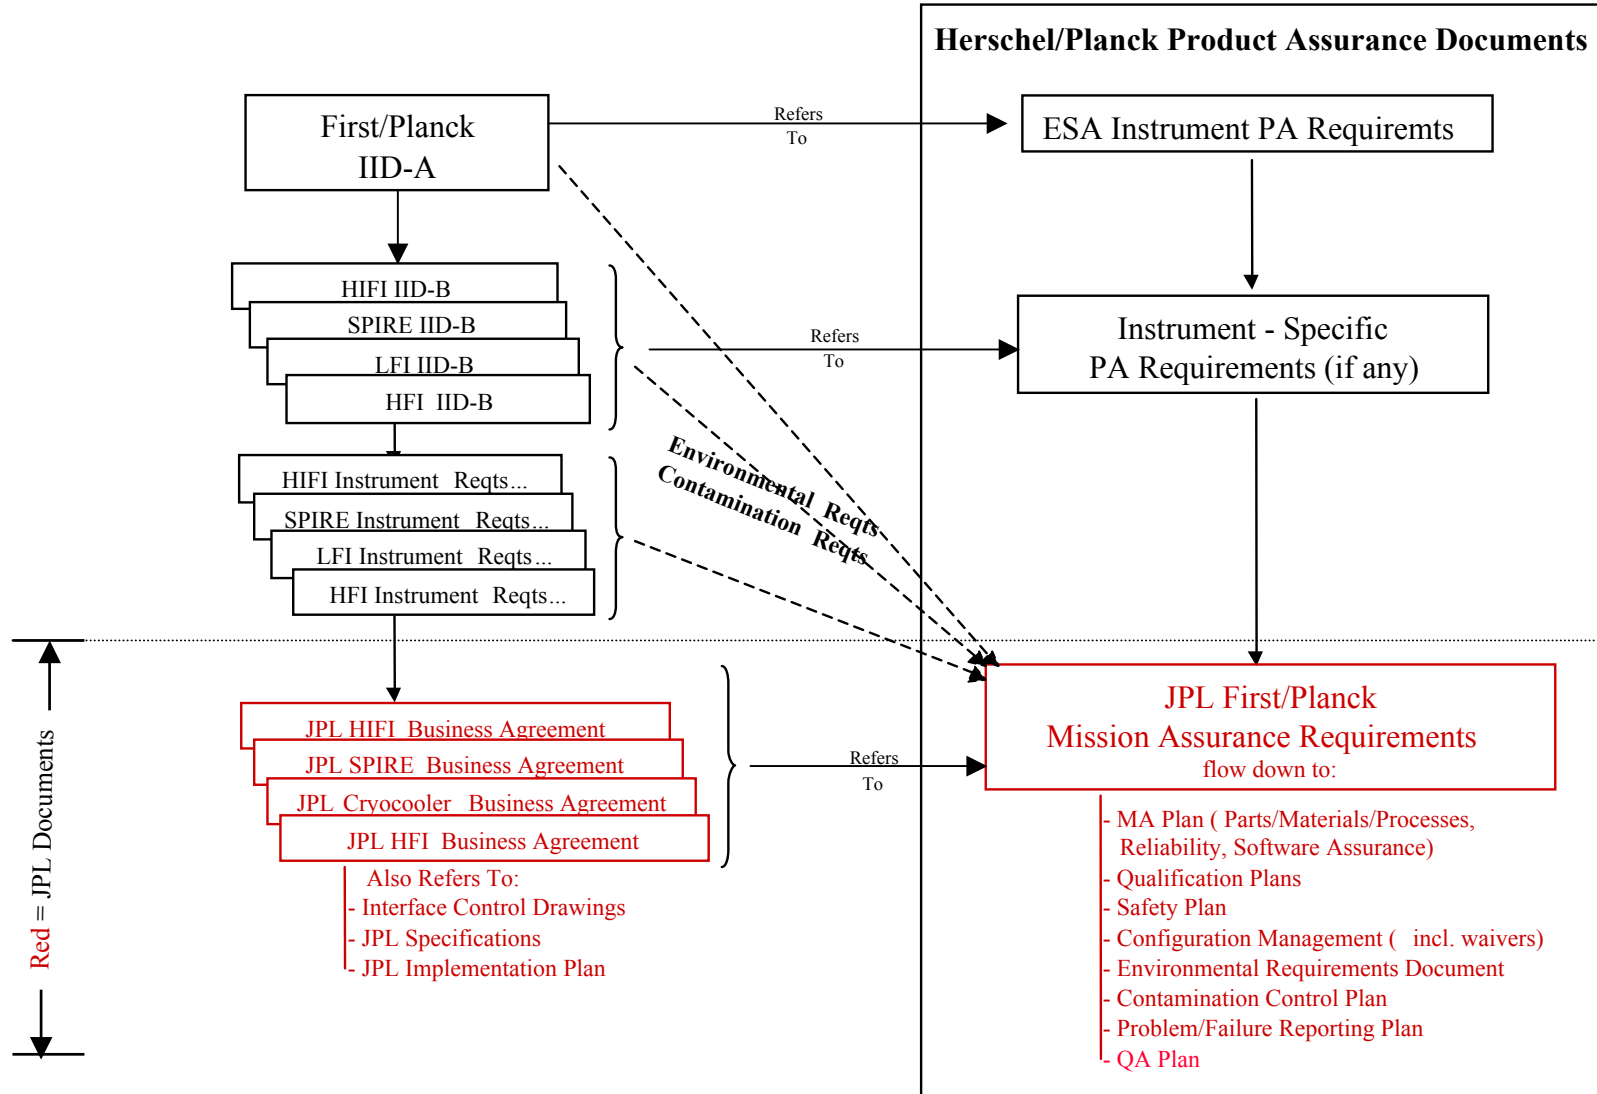 Herschel/Planck Product Assurance Documents
First/Planck
IID-A
Refers
To
ESA Instrument PA Requiremts
HIFI IID-B
SPIRE IID-B
LFI IID-B
HFI IID-B
Refers
To
Instrument - Specific
PA Requirements (if any)
Environmental Reqts
Contamination Reqts
HIFI Instrument Reqts...
SPIRE Instrument Reqts...
LFI Instrument Reqts...
HFI Instrument Reqts...
Red = JPL Documents
JPL HIFI Business Agreement
JPL SPIRE Business Agreement
JPL Cryocooler Business Agreement
JPL HFI Business Agreement
Also Refers To:
- Interface Control Drawings
- JPL Specifications
- JPL Implementation Plan
Refers
To
JPL First/Planck
Mission Assurance Requirements
flow down to:
- MA Plan ( Parts/Materials/Processes,
Reliability, Software Assurance)
- Qualification Plans
- Safety Plan
- Configuration Management ( incl. waivers)
- Environmental Requirements Document
- Contamination Control Plan
- Problem/Failure Reporting Plan
- QA Plan